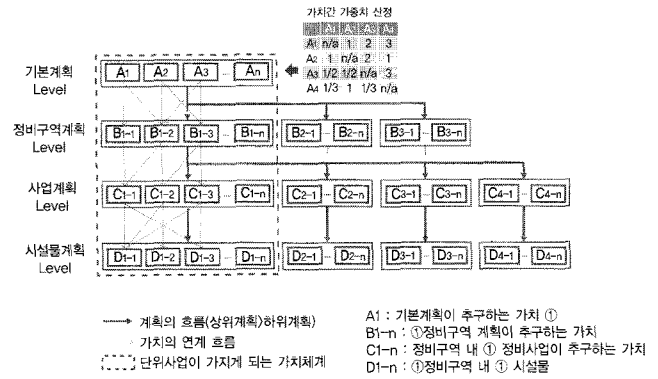 가치간 가중치 산정
A1 A2 A3 A4
A1 n/a 1 2 3
A2 1 n/a 2 1
A3 1/2 1/2 n/a 3
A4 1/3 1 1/3 n/a
기본계획 Level
A1 A2 A3 ... An
정비구역계획 Level
B1-1 B1-2 B1-3 ... B1-n B2-1 ... B2-n B3-1 ... B3-n
사업계획 Level
C1-1 C1-2 C1-3 ... C1-n C2-1 ... C2-n C3-1 ... C3-n C4-1 ... C4-n
시설물계획 Level
D1-1 D1-2 D1-3 ... D1-n D2-1 ... D2-n D3-1 ... D3-n D4-1 ... D4-n
계획의 흐름(상위계획)하위계획)
가치의 연계 흐름
단위사업이 가지게 되는 가치체계
A1 : 기본계획이 추구하는 가치 ①
B1-n : ①정비구역 계획이 추구하는 가치
C1-n : 정비구역 내 ① 정비사업이 추구하는 가치
D1-n : ①정비구역 내 ① 시설물